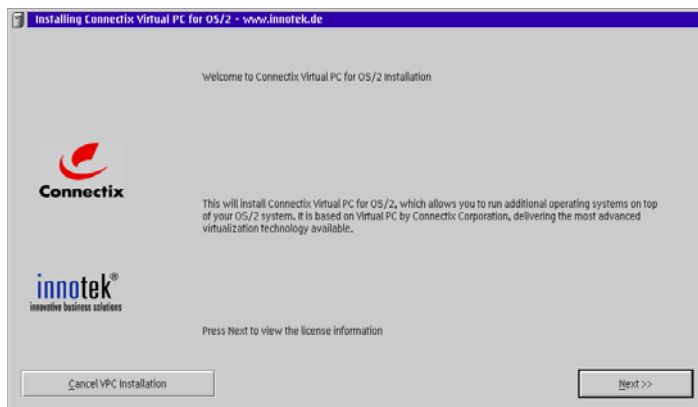 Installing Connectix Virtual PC for OS/2 - www.innotek.de
Welcome to Connectix Virtual PC for OS/2 Installation
Connectix
This will install Connectix Virtual PC for OS/2, which allows you to run additional operating systems on top
of your OS/2 system. It is based on Virtual PC by Connectix Corporation, delivering the most advanced
virtualization technology available.
innotek®
innovative business solutions
Press Next to view the license information
Cancel VPC Installation
Next >>